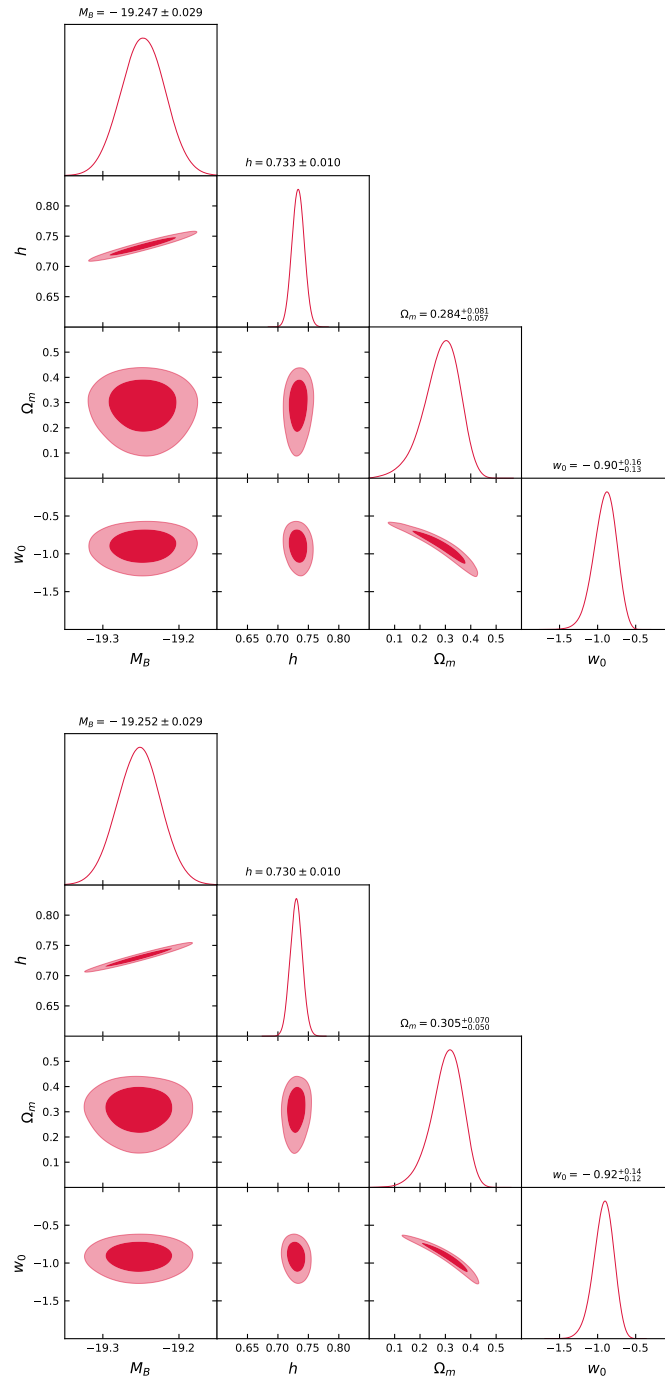 M_B = −19.247 ± 0.029
h = 0.733 ± 0.010
0.80
0.75
0.70
0.65
h
Ω_m = 0.284^{+0.081}_{−0.057}
0.5
0.4
0.3
0.2
0.1
Ω_m
w_0 = −0.90^{+0.16}_{−0.13}
−0.5
−1.0
−1.5
w_0
−19.3 −19.2 0.65 0.70 0.75 0.80 0.1 0.2 0.3 0.4 0.5 −1.5 −1.0 −0.5
M_B h Ω_m w_0
M_B = −19.252 ± 0.029
h = 0.730 ± 0.010
0.80
0.75
0.70
0.65
h
Ω_m = 0.305^{+0.070}_{−0.050}
0.5
0.4
0.3
0.2
0.1
Ω_m
w_0 = −0.92^{+0.14}_{−0.12}
−0.5
−1.0
−1.5
w_0
−19.3 −19.2 0.65 0.70 0.75 0.80 0.1 0.2 0.3 0.4 0.5 −1.5 −1.0 −0.5
M_B h Ω_m w_0